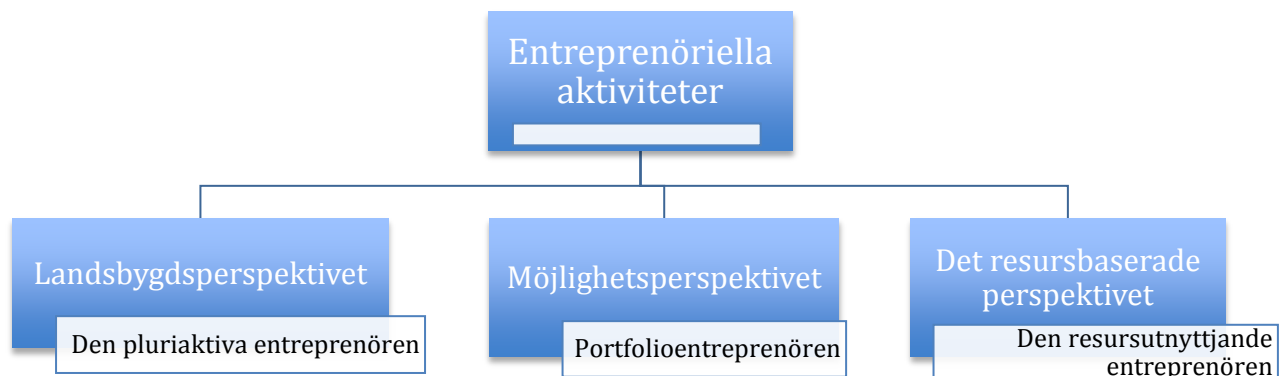 Entreprenöriella
aktiviteter
Landsbygdsperspektivet
Den pluriaktiva entreprenören
Möjlighetsperspektivet
Portfolioentreprenören
Det resursbaserade
perspektivet
Den resursutnyttjande
entreprenören